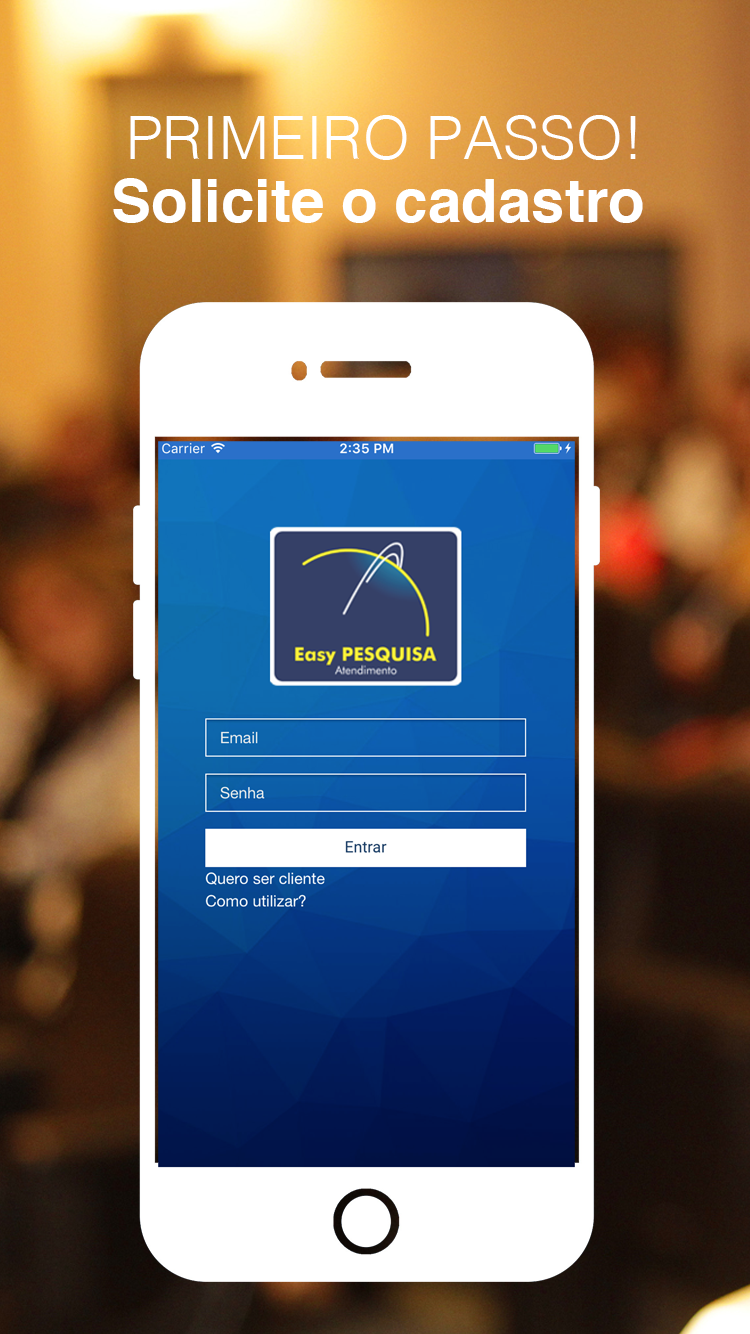 PRIMEIRO PASSO!
Solicite o cadastro
Carrier 2:35 PM
Easy PESQUISA
Atendimento
Email
Senha
Entrar
Quero ser cliente
Como utilizar?